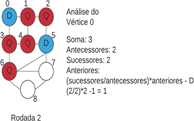 0 1 2
D Q Q
Análise do
Vértice 0
3 4 5
Q Q D
Soma: 3
Antecessores: 2
Sucessores: 2
Anteriores:
(sucessores/antecessores)*anteriores - D
(2/2)*2 -1 = 1
6 7
Q
8
Rodada 2